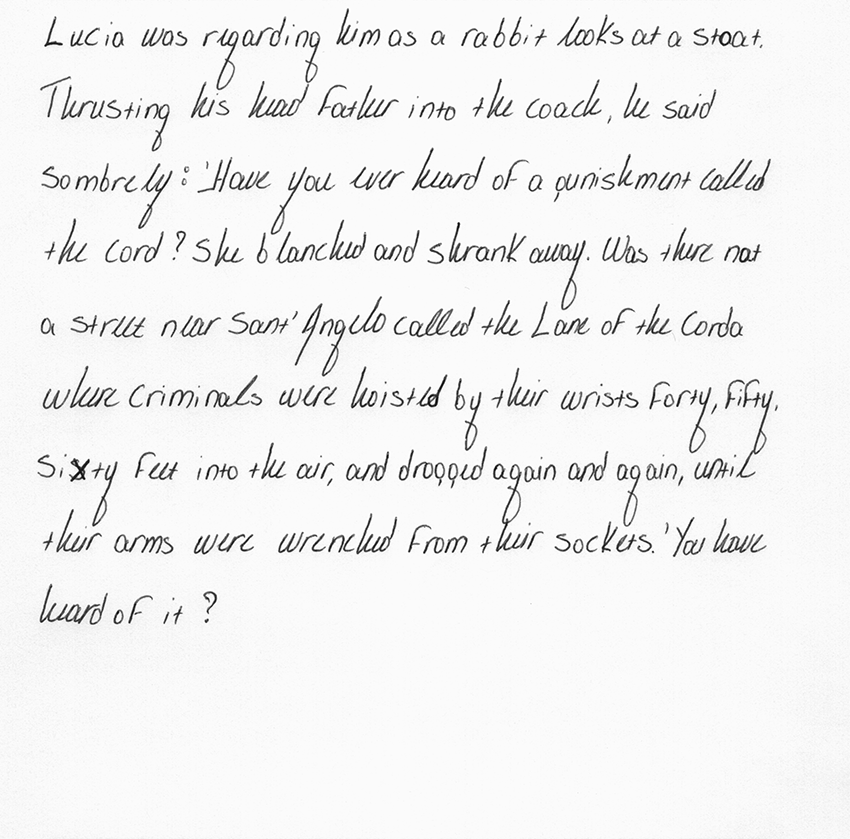 Lucia was regarding him as a rabbit looks at a stoat.
Thrusting his head farther into the coach, he said
sombrely: 'Have you ever heard of a punishment called
the cord? She blanched and shrank away. Was there not
a street near Sant' Angelo called the Lane of the Corda
where criminals were hoisted by their wrists forty, fifty,
sixty feet into the air, and dropped again and again, until
their arms were wrenched from their sockets. 'You have
heard of it?